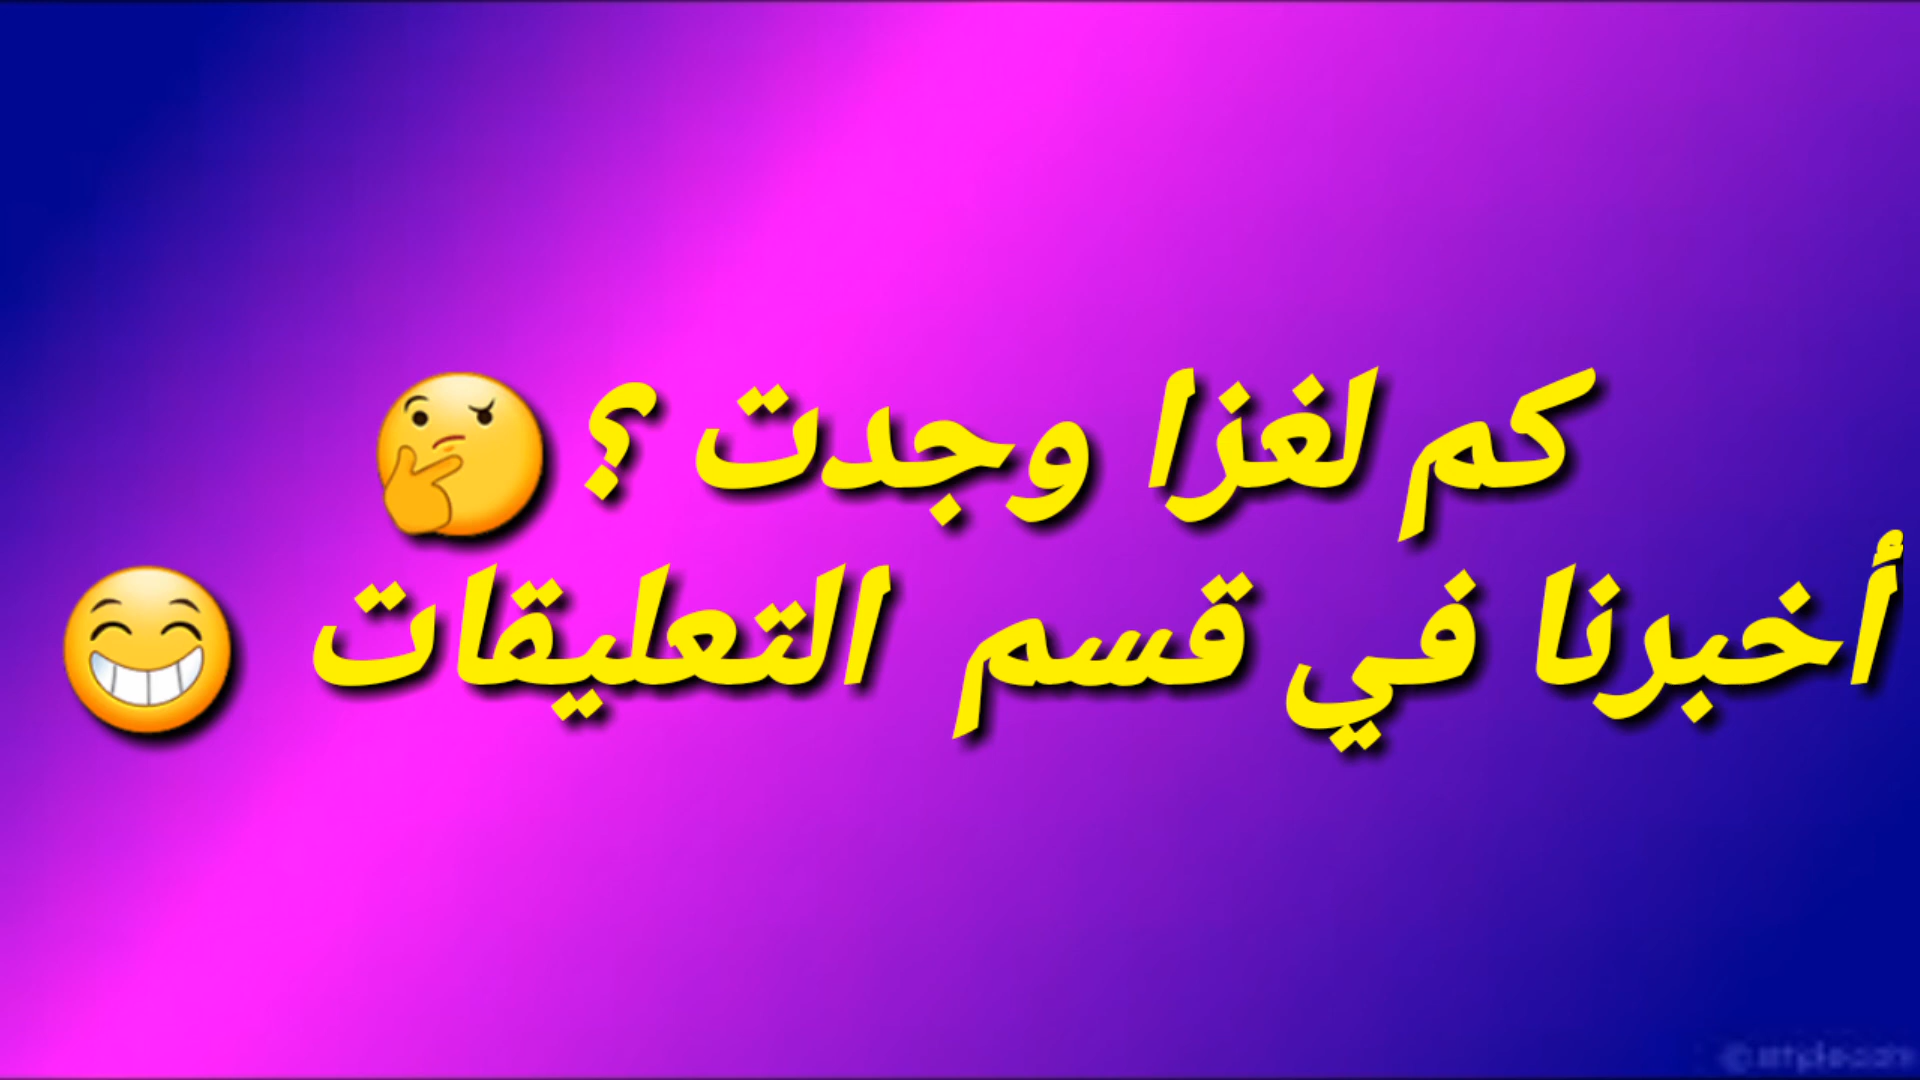 كم لغزا وجدت ؟ 🤔
أخبرنا في قسم التعليقات 😁